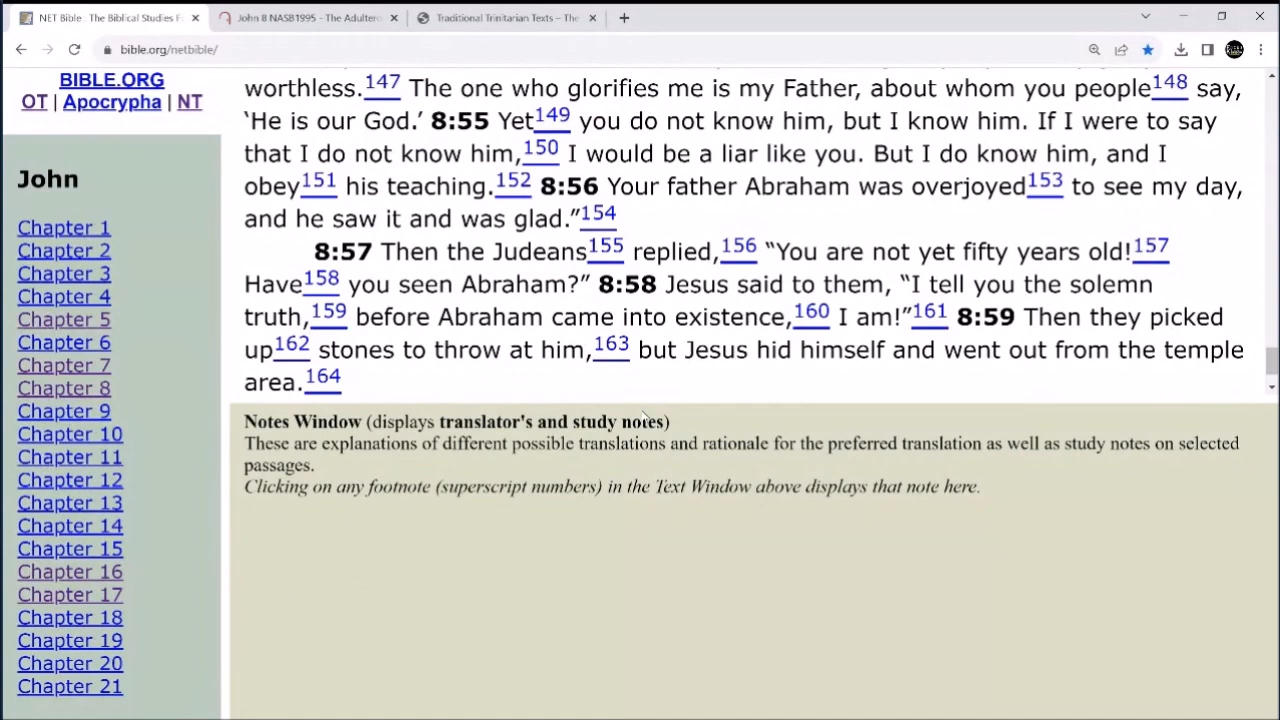 NET Bible : The Biblical Studies F
John 8 NASB1995 - The Adulter
Traditional Trinitarian Texts – The
bible.org/netbible/
BIBLE.ORG
OT | Apocrypha | NT
John
Chapter 1
Chapter 2
Chapter 3
Chapter 4
Chapter 5
Chapter 6
Chapter 7
Chapter 8
Chapter 9
Chapter 10
Chapter 11
Chapter 12
Chapter 13
Chapter 14
Chapter 15
Chapter 16
Chapter 17
Chapter 18
Chapter 19
Chapter 20
Chapter 21
worthless.147 The one who glorifies me is my Father, about whom you people148 say,
‘He is our God.’ 8:55 Yet149 you do not know him, but I know him. If I were to say
that I do not know him,150 I would be a liar like you. But I do know him, and I
obey151 his teaching.152 8:56 Your father Abraham was overjoyed153 to see my day,
and he saw it and was glad.”154
8:57 Then the Judeans155 replied,156 “You are not yet fifty years old!157
Have158 you seen Abraham?” 8:58 Jesus said to them, “I tell you the solemn
truth,159 before Abraham came into existence,160 I am!”161 8:59 Then they picked
up162 stones to throw at him,163 but Jesus hid himself and went out from the temple
area.164
Notes Window (displays translator's and study notes)
These are explanations of different possible translations and rationale for the preferred translation as well as study notes on selected
passages.
Clicking on any footnote (superscript numbers) in the Text Window above displays that note here.